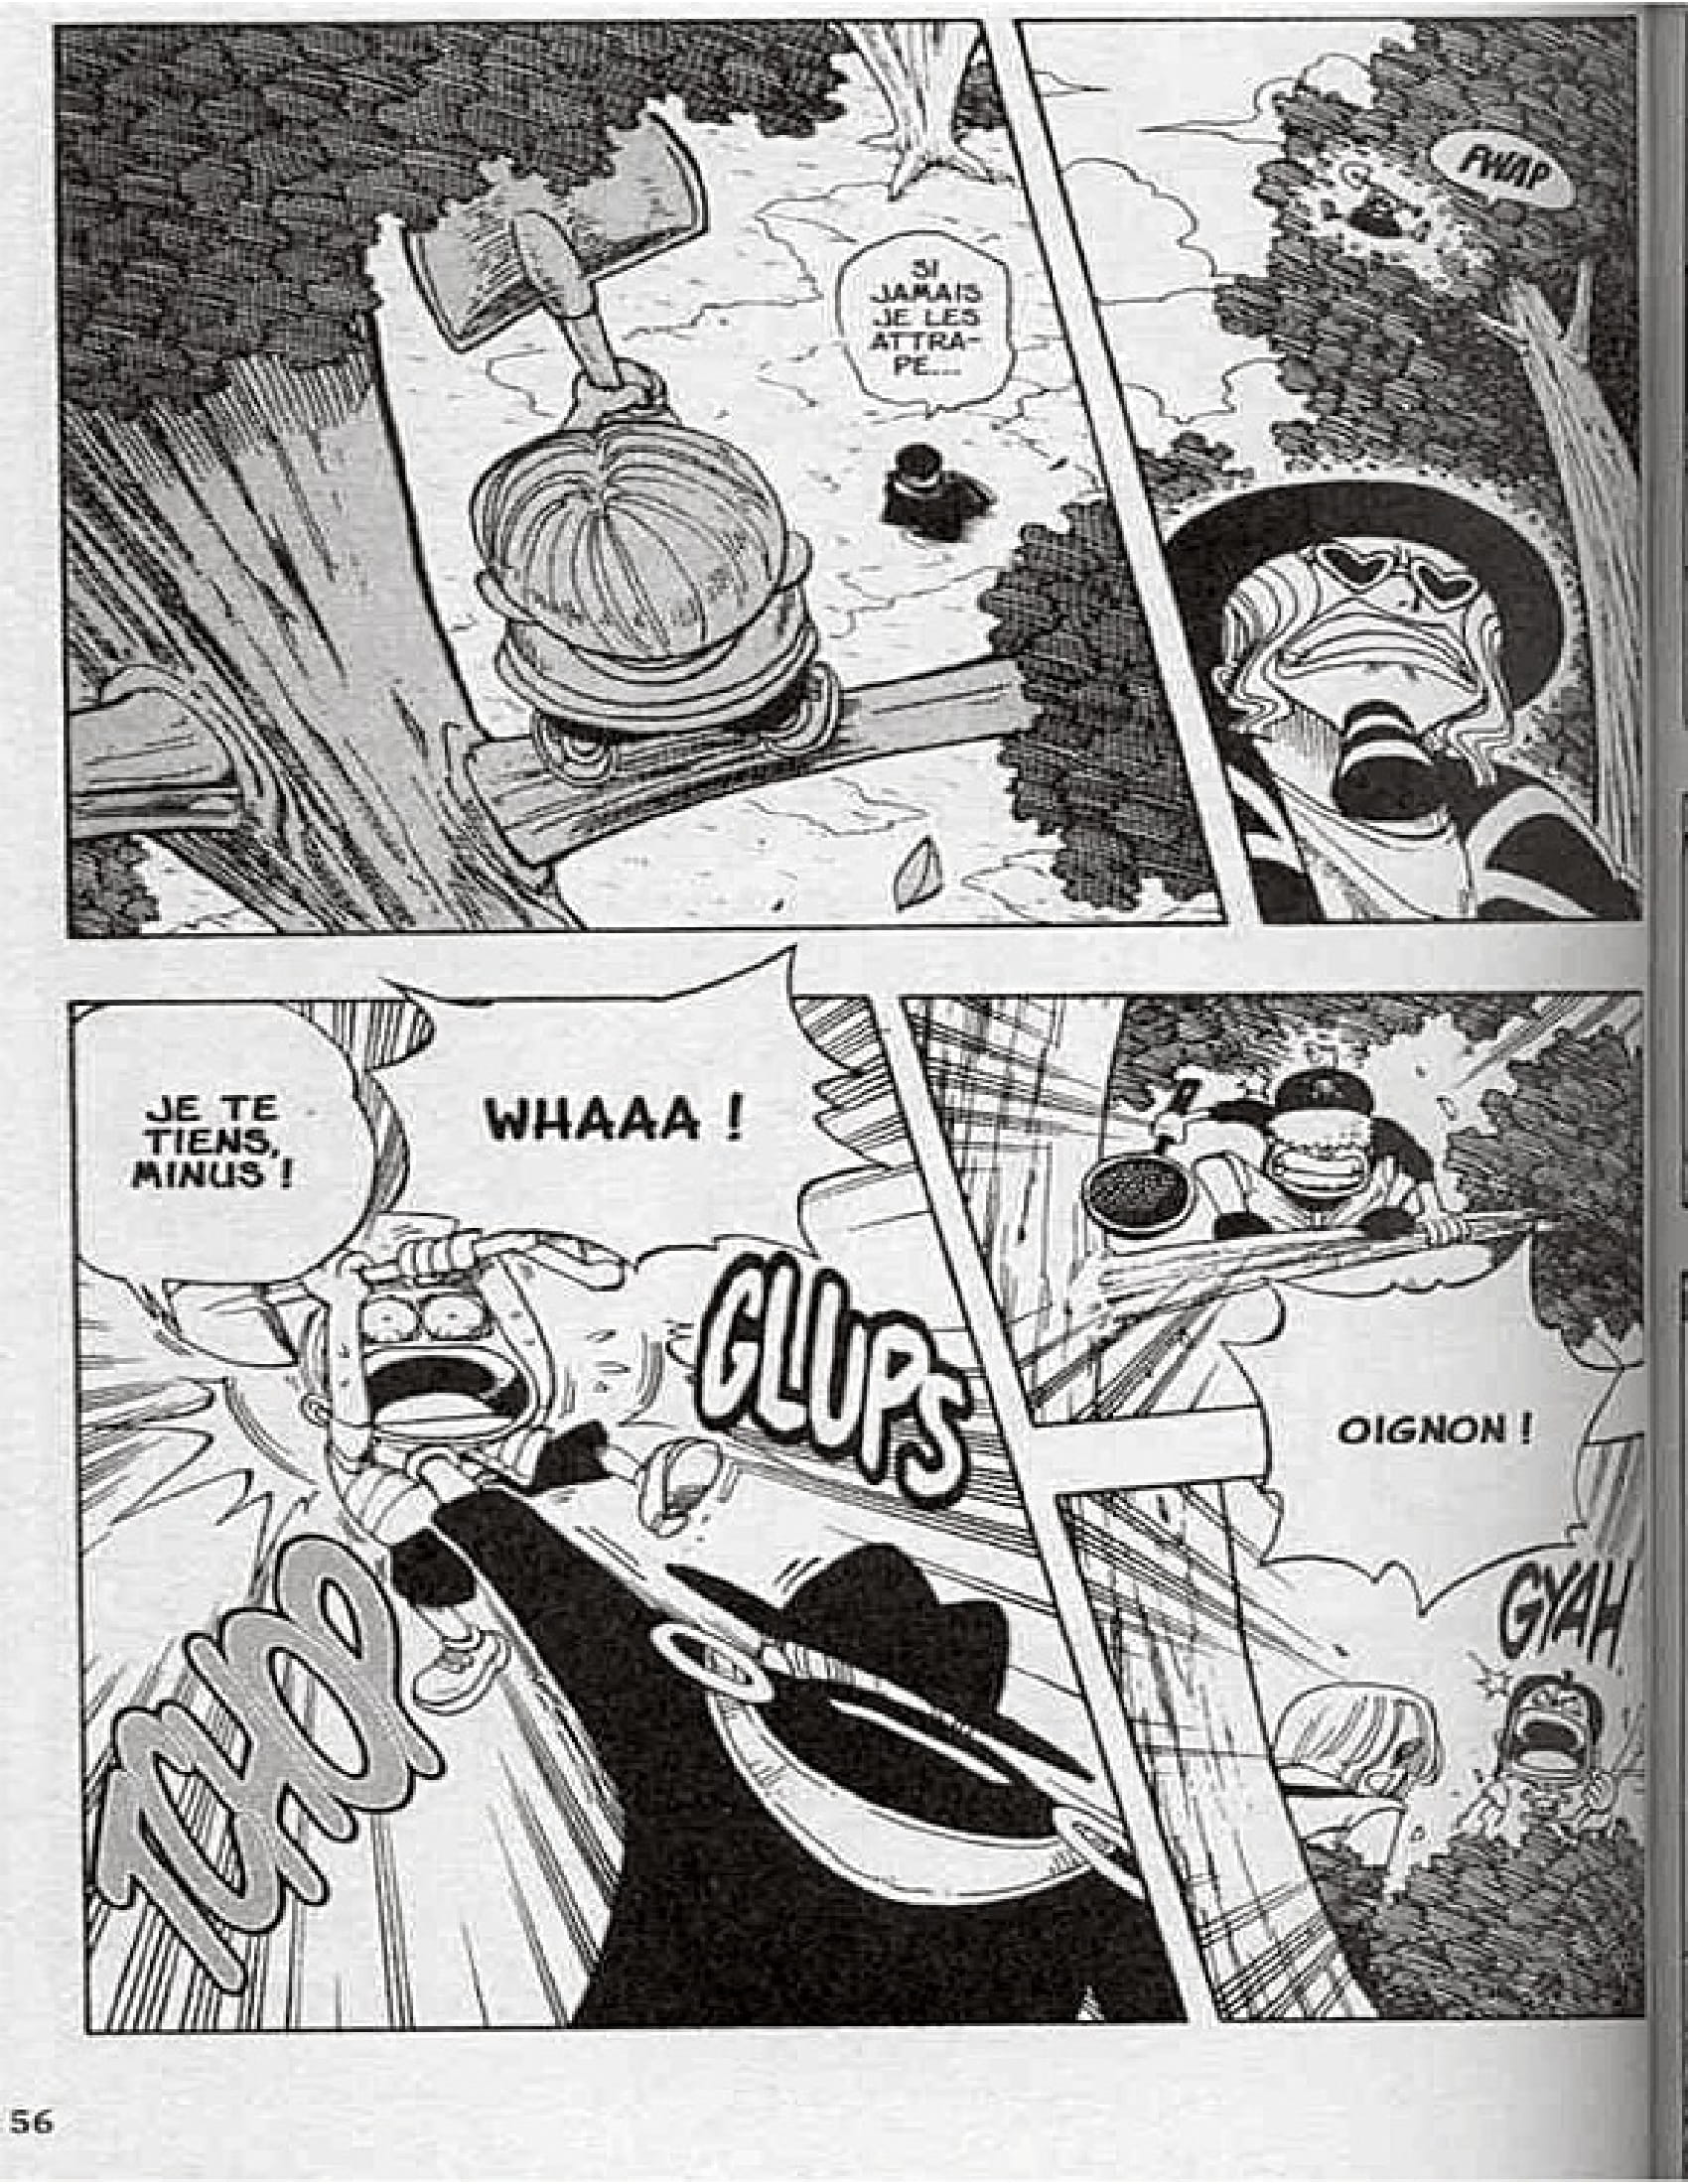 FWAP
SI
JAMAIS
JE LES
ATTRA-
PE...
OIGNON !
GYAH
WHAAA !
JE TE
TIENS,
MINUS !
GLUPS
TCHOP
56